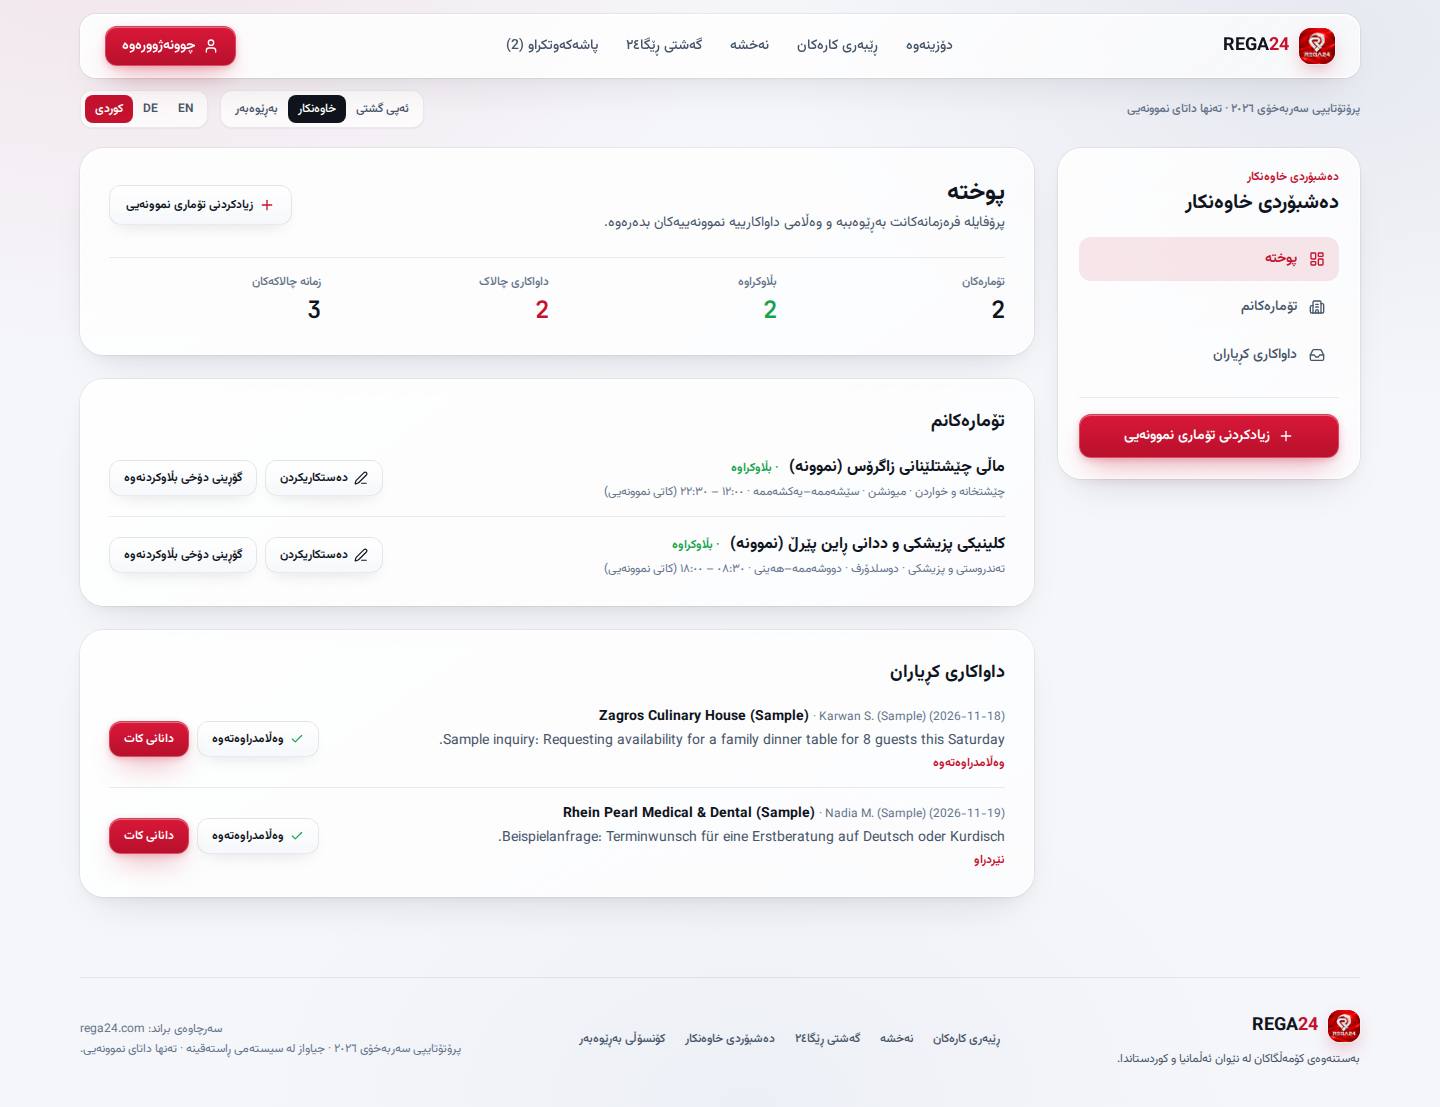 REGA24
دۆزینەوە
ڕێبەری کارەکان
نەخشە
گەشتی ڕێگا٢٤
پاشەکەوتکراو (2)
چوونەژوورەوە
پرۆتۆتایپی سەربەخۆی ٢٠٢٦ · تەنها داتای نموونەیی
ئەپی گشتی
خاوەنکار
بەڕێوەبەر
EN
DE
کوردی
دەشبۆردی خاوەنکار
دەشبۆردی خاوەنکار
پوختە
تۆمارەکانم
داواکاری کڕیاران
زیادکردنی تۆماری نموونەیی
پوختە
پرۆفایلە فرەزمانەکانت بەڕێوەببە و وەڵامی داواکارییە نموونەییەکان بدەرەوە.
زیادکردنی تۆماری نموونەیی
تۆمارەکان
2
بڵاوکراوە
2
داواکاری چالاک
2
زمانە چالاکەکان
3
تۆمارەکانم
ماڵی چێشتلێنانی زاگرۆس (نموونە) · بڵاوکراوە
چێشتخانە و خواردن · میونشن · سێشەممە–یەکشەممە · ١٢:٠٠ – ٢٢:٣٠ (کاتی نموونەیی)
دەستکاریکردن
گۆڕینی دۆخی بڵاوکردنەوە
کلینیکی پزیشکی و ددانی ڕاین پێرڵ (نموونە) · بڵاوکراوە
تەندروستی و پزیشکی · دوسلدۆرف · دووشەممە–هەینی · ٠٨:٣٠ – ١٨:٠٠ (کاتی نموونەیی)
دەستکاریکردن
گۆڕینی دۆخی بڵاوکردنەوە
داواکاری کڕیاران
Zagros Culinary House (Sample) · Karwan S. (Sample) (2026-11-18)
Sample inquiry: Requesting availability for a family dinner table for 8 guests this Saturday.
وەڵامدراوەتەوە
وەڵامدراوەتەوە
دانانی کات
Rhein Pearl Medical & Dental (Sample) · Nadia M. (Sample) (2026-11-19)
Beispielanfrage: Terminwunsch für eine Erstberatung auf Deutsch oder Kurdisch.
نێردراو
وەڵامدراوەتەوە
دانانی کات
REGA24
بەستنەوەی کۆمەڵگاکان لە نێوان ئەڵمانیا و کوردستاندا.
ڕێبەری کارەکان
نەخشە
گەشتی ڕێگا٢٤
دەشبۆردی خاوەنکار
کۆنسۆڵی بەڕێوەبەر
سەرچاوەی براند: rega24.com
پرۆتۆتایپی سەربەخۆی ٢٠٢٦ · جیاواز لە سیستەمی ڕاستەقینە · تەنها داتای نموونەیی.